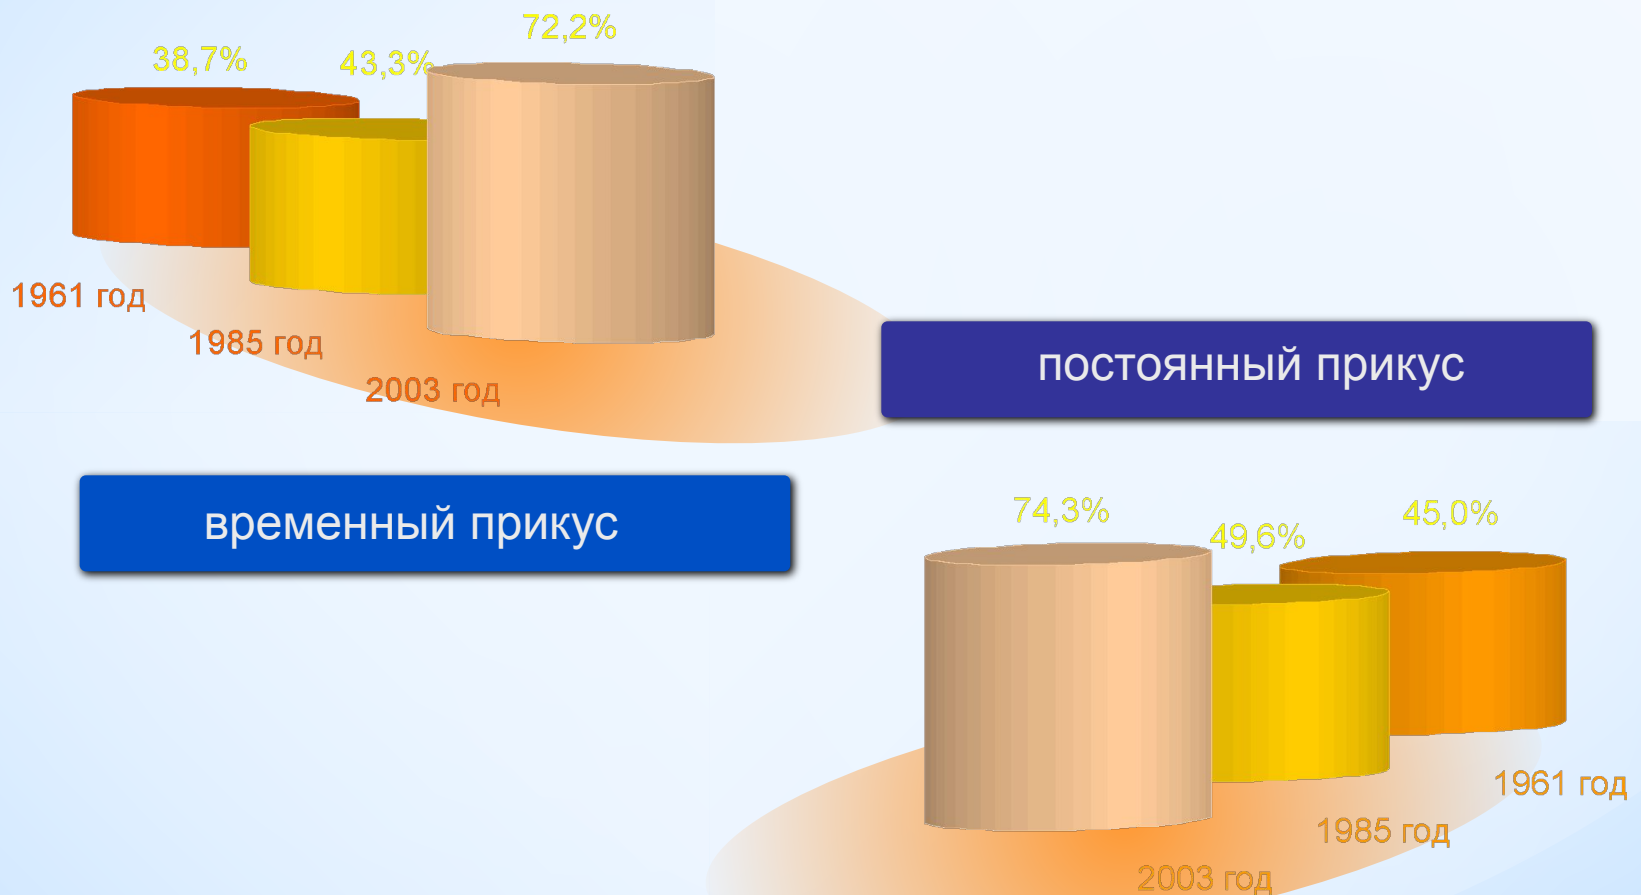 72,2%
38,7%
43,3%
1961 год
1985 год
2003 год
постоянный прикус
временный прикус
74,3%
49,6%
45,0%
1961 год
1985 год
2003 год